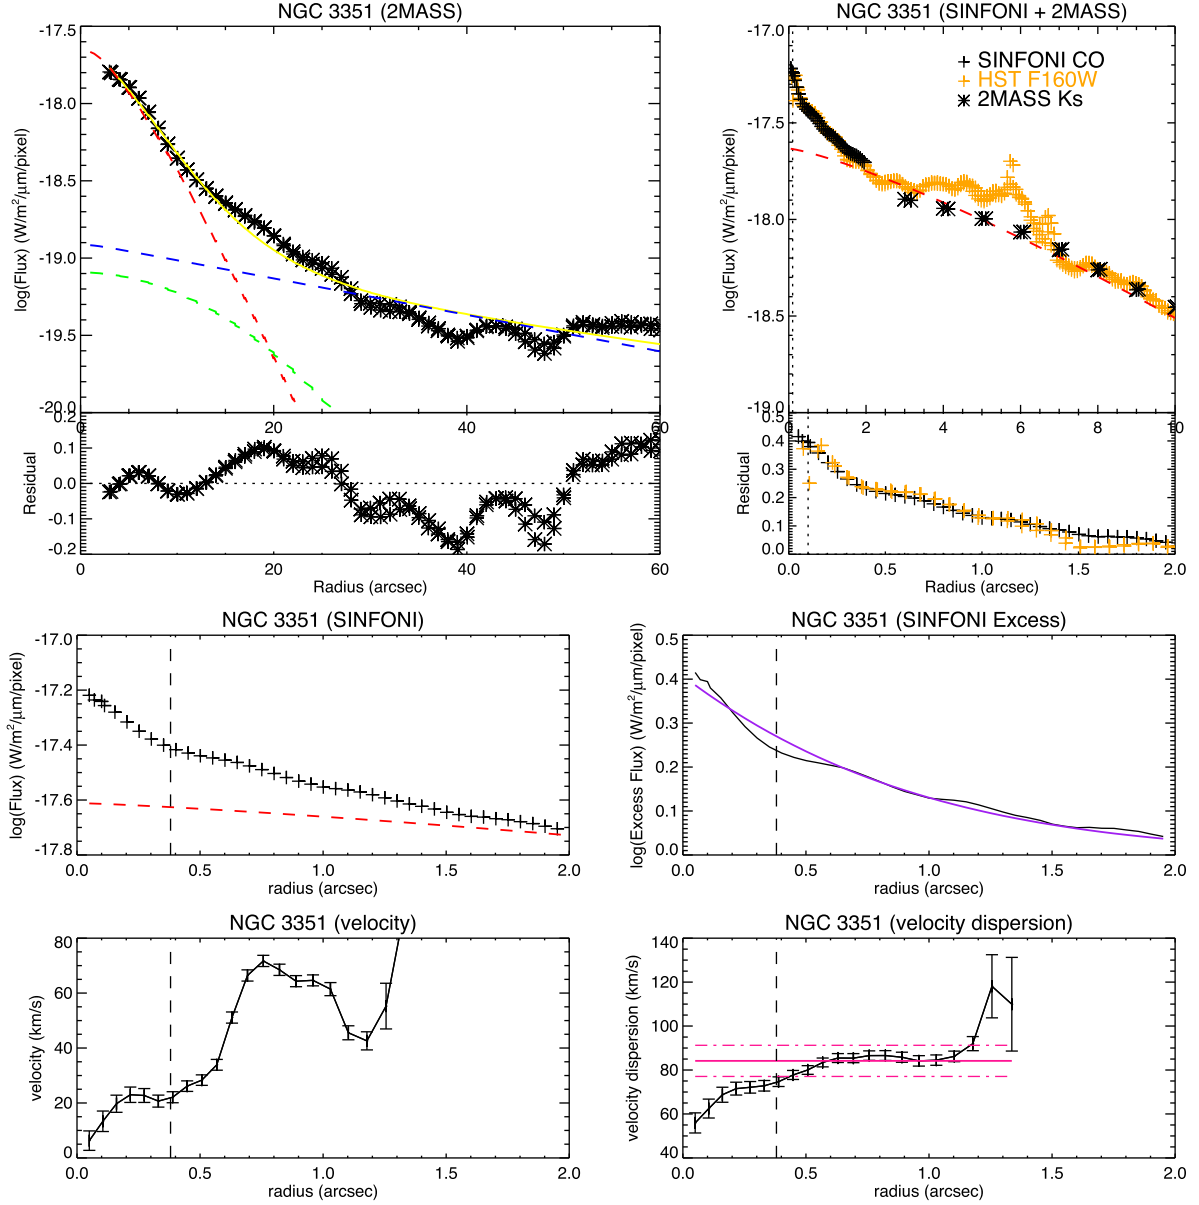 NGC 3351 (2MASS)
log(Flux) (W/m²/μm/pixel)
-17.5
-18.0
-18.5
-19.0
-19.5
-20.0
0 20 40 60
Residual
0.2
0.1
0.0
-0.1
-0.2
0 20 40 60
Radius (arcsec)
NGC 3351 (SINFONI + 2MASS)
SINFONI CO
HST F160W
2MASS Ks
log(Flux) (W/m²/μm/pixel)
-17.0
-17.5
-18.0
-18.5
-19.0
0 2 4 6 8 10
Residual
0.5
0.4
0.3
0.2
0.1
0.0
0.0 0.5 1.0 1.5 2.0
Radius (arcsec)
NGC 3351 (SINFONI)
log(Flux) (W/m²/μm/pixel)
-17.0
-17.2
-17.4
-17.6
-17.8
0.0 0.5 1.0 1.5 2.0
radius (arcsec)
NGC 3351 (SINFONI Excess)
log(Excess Flux) (W/m²/μm/pixel)
0.5
0.4
0.3
0.2
0.1
0.0
0.0 0.5 1.0 1.5 2.0
radius (arcsec)
NGC 3351 (velocity)
velocity (km/s)
80
60
40
20
0
0.0 0.5 1.0 1.5 2.0
radius (arcsec)
NGC 3351 (velocity dispersion)
velocity dispersion (km/s)
140
120
100
80
60
40
0.0 0.5 1.0 1.5 2.0
radius (arcsec)